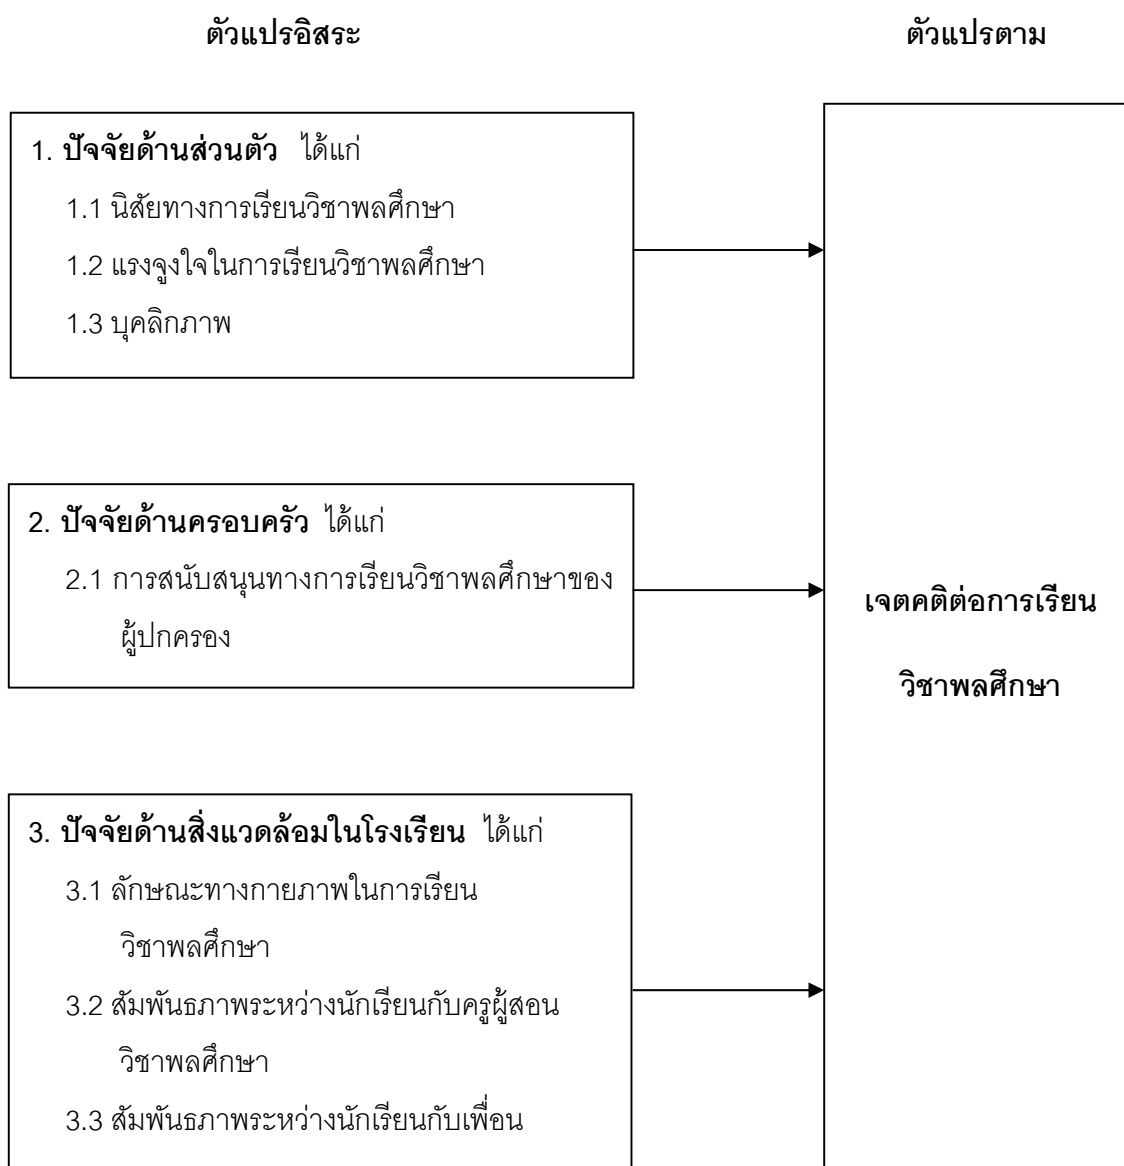 ตัวแปรอิสระ
ตัวแปรตาม
1. ปัจจัยด้านส่วนตัว ได้แก่
1.1 นิสัยทางการเรียนวิชาพลศึกษา
1.2 แรงจูงใจในการเรียนวิชาพลศึกษา
1.3 บุคลิกภาพ
2. ปัจจัยด้านครอบครัว ได้แก่
2.1 การสนับสนุนทางการเรียนวิชาพลศึกษาของ
ผู้ปกครอง
เจตคติต่อการเรียน
วิชาพลศึกษา
3. ปัจจัยด้านสิ่งแวดล้อมในโรงเรียน ได้แก่
3.1 ลักษณะทางกายภาพในการเรียน
วิชาพลศึกษา
3.2 สัมพันธภาพระหว่างนักเรียนกับครูผู้สอน
วิชาพลศึกษา
3.3 สัมพันธภาพระหว่างนักเรียนกับเพื่อน